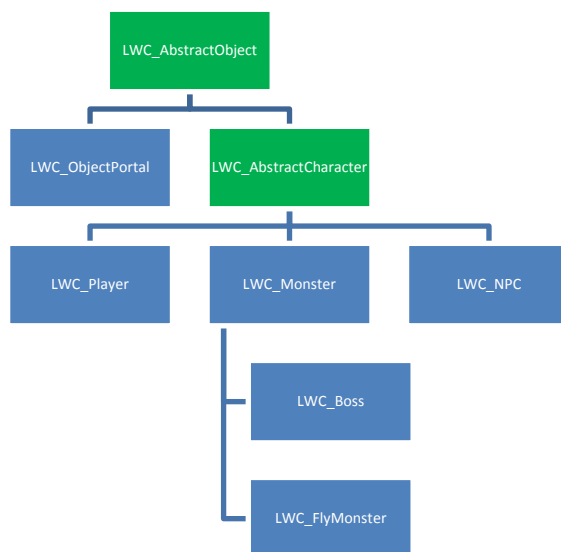 LWC_AbstractObject
LWC_ObjectPortal
LWC_AbstractCharacter
LWC_Player
LWC_Monster
LWC_NPC
LWC_Boss
LWC_FlyMonster